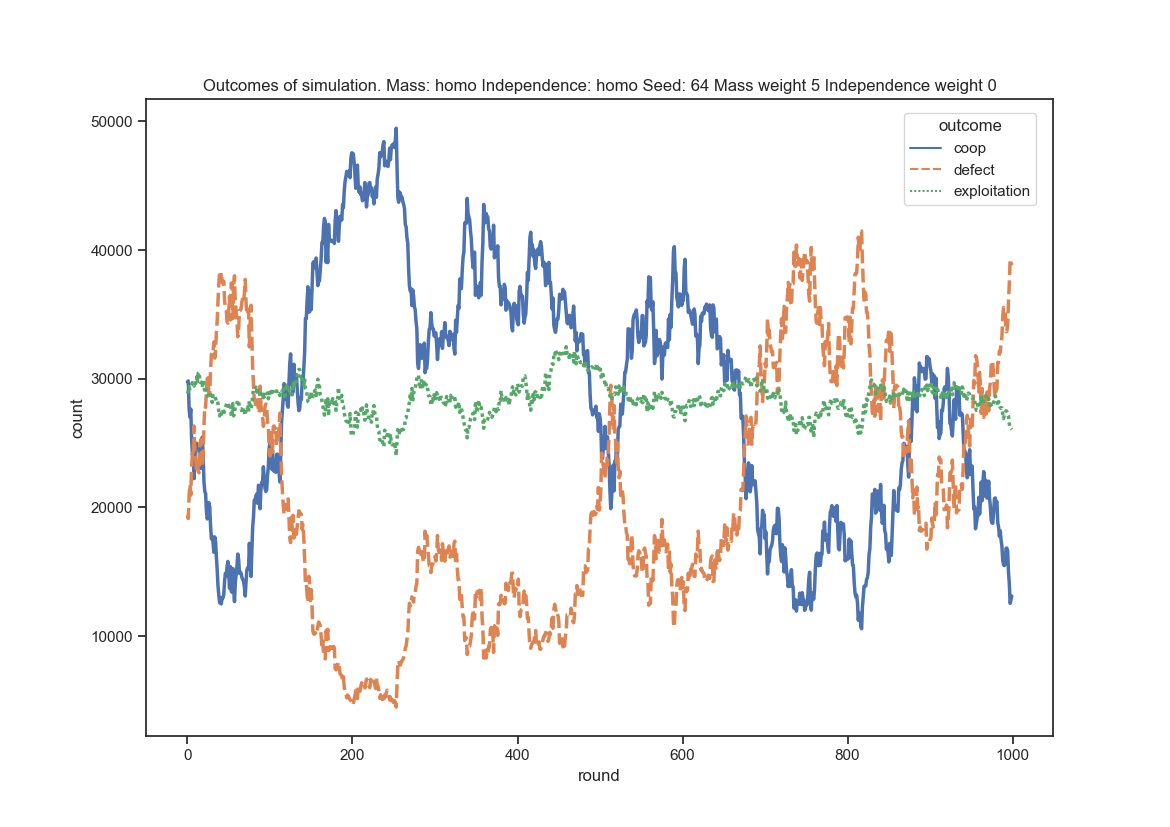 Outcomes of simulation. Mass: homo Independence: homo Seed: 64 Mass weight 5 Independence weight 0
outcome
coop
defect
exploitation
50000
40000
30000
20000
10000
count
0 200 400 600 800 1000
round